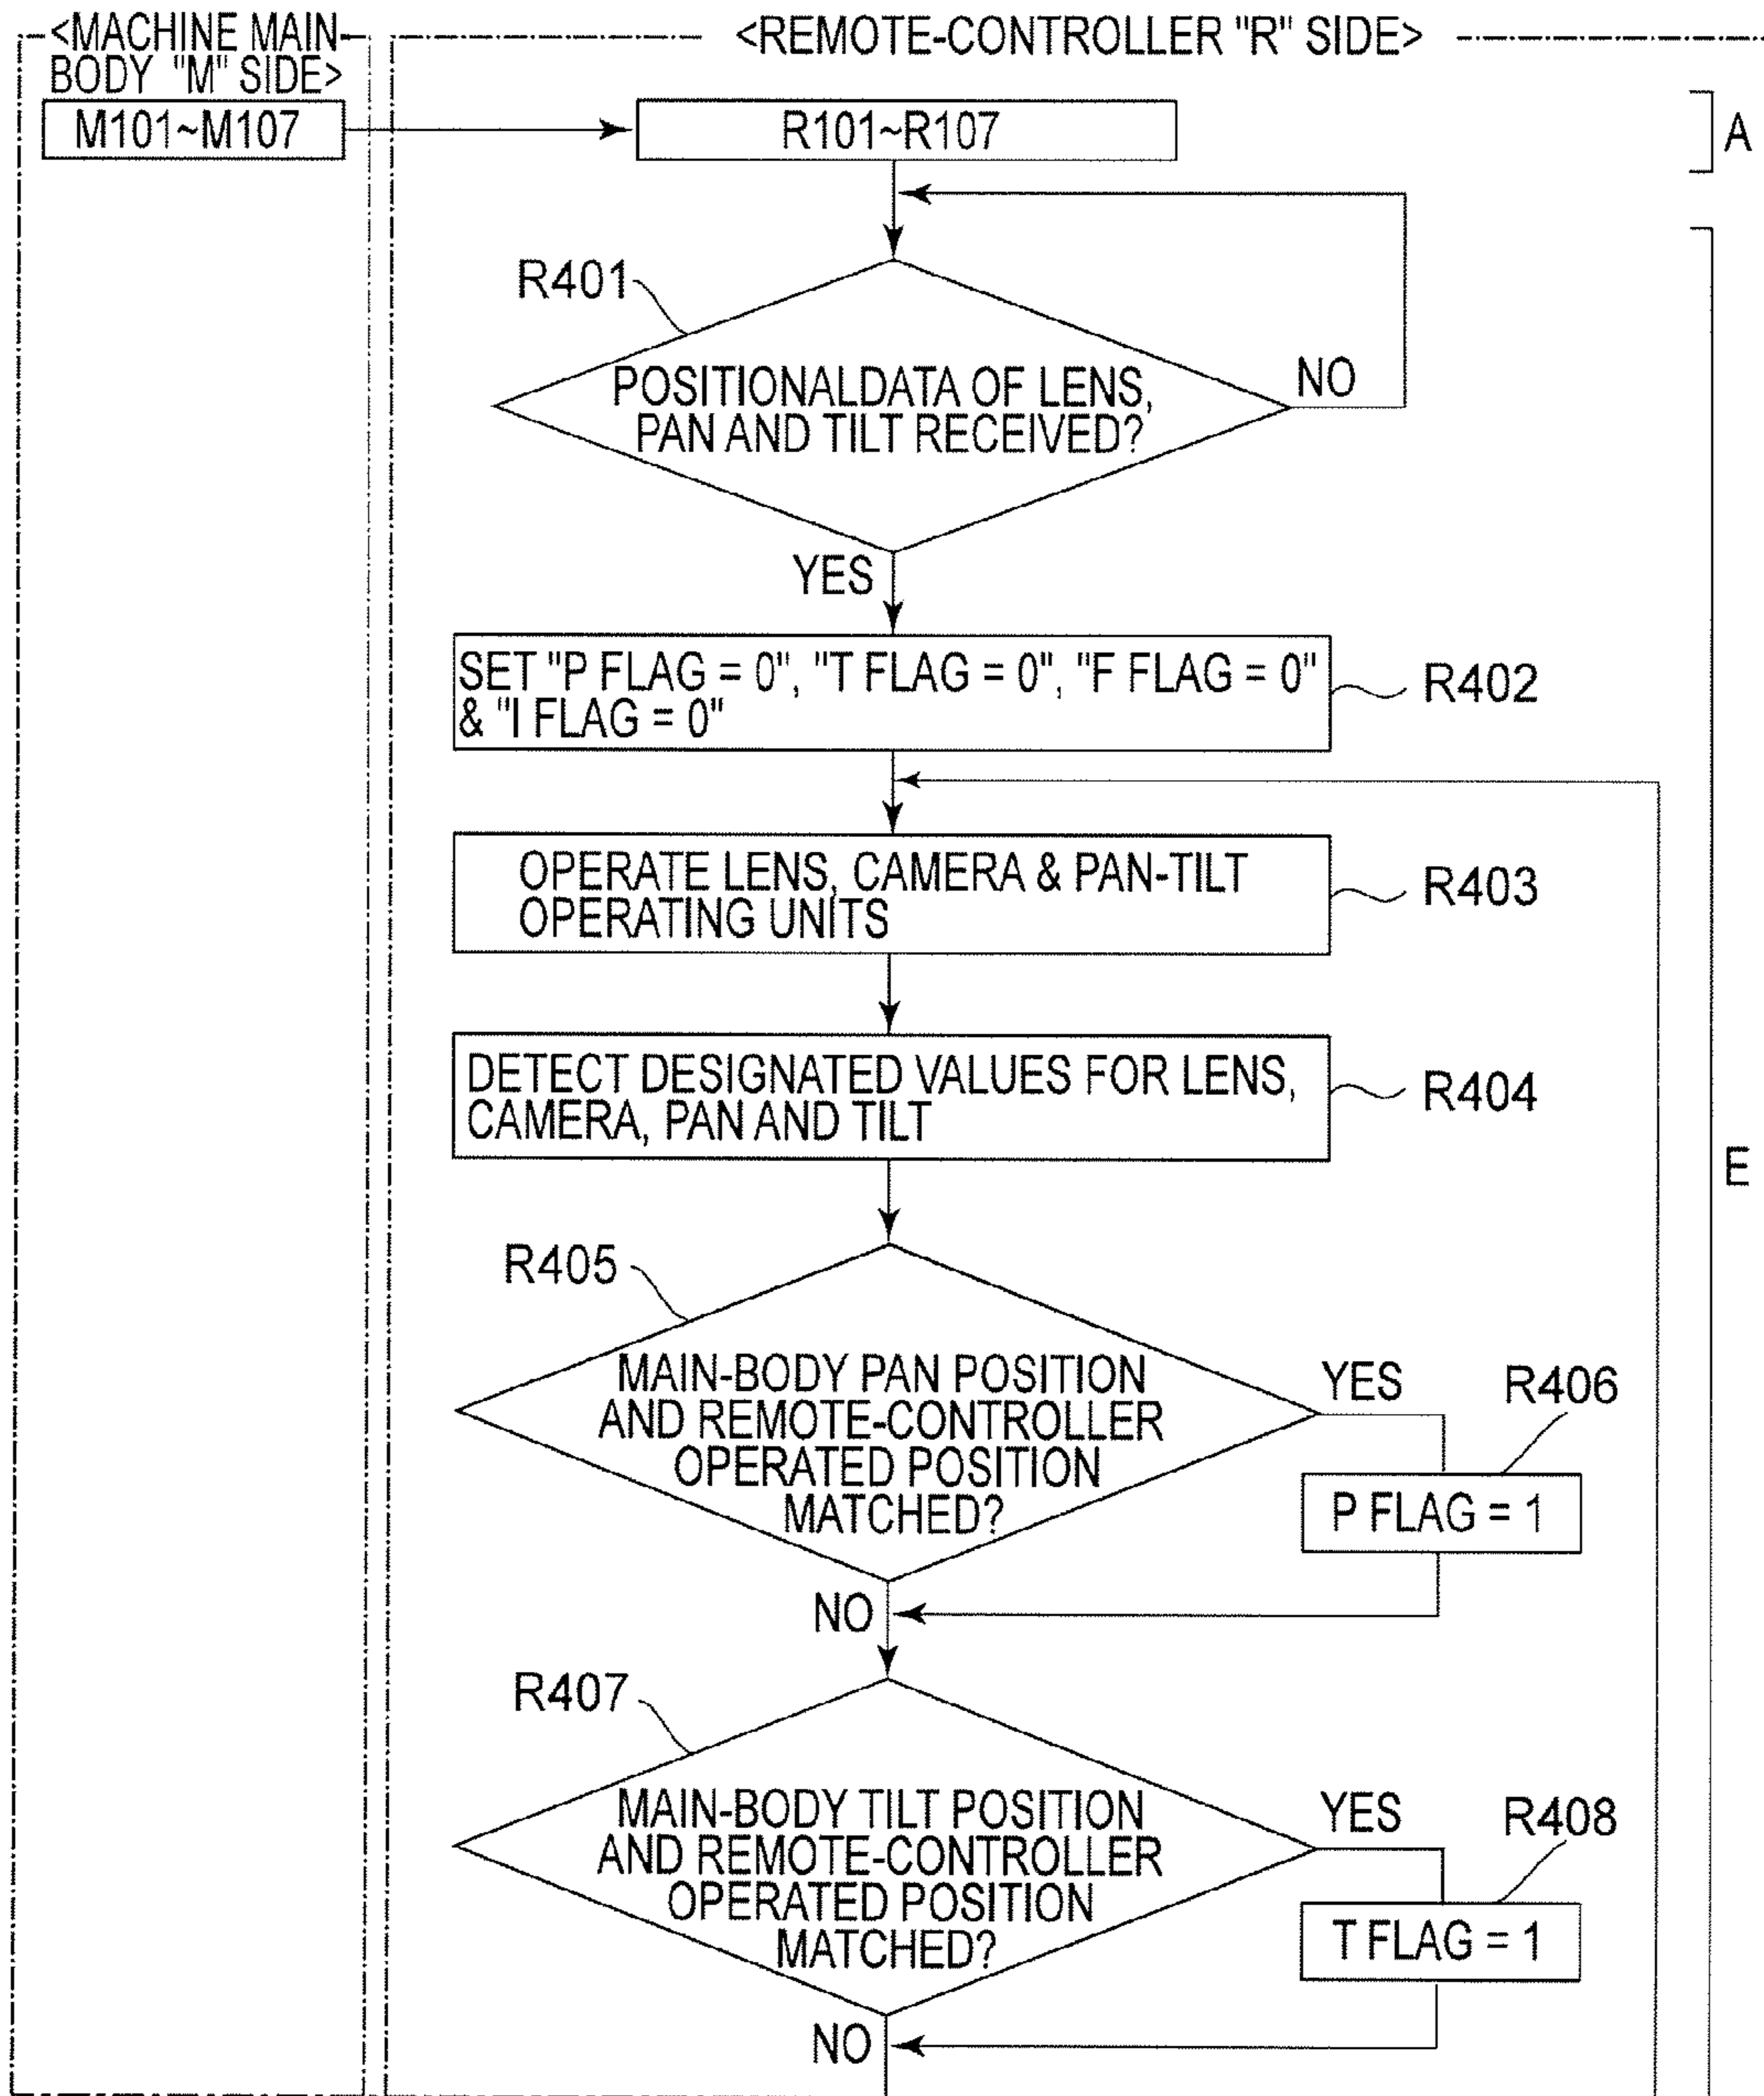 <MACHINE MAIN
BODY "M" SIDE>
<REMOTE-CONTROLLER "R" SIDE>
M101~M107
R101~R107
A
R401
POSITIONALDATA OF LENS,
PAN AND TILT RECEIVED?
NO
YES
SET "P FLAG = 0", "T FLAG = 0", "F FLAG = 0"
& "I FLAG = 0"
R402
OPERATE LENS, CAMERA & PAN-TILT
OPERATING UNITS
R403
DETECT DESIGNATED VALUES FOR LENS,
CAMERA, PAN AND TILT
R404
E
R405
MAIN-BODY PAN POSITION
AND REMOTE-CONTROLLER
OPERATED POSITION
MATCHED?
YES
R406
P FLAG = 1
NO
R407
MAIN-BODY TILT POSITION
AND REMOTE-CONTROLLER
OPERATED POSITION
MATCHED?
YES
R408
T FLAG = 1
NO